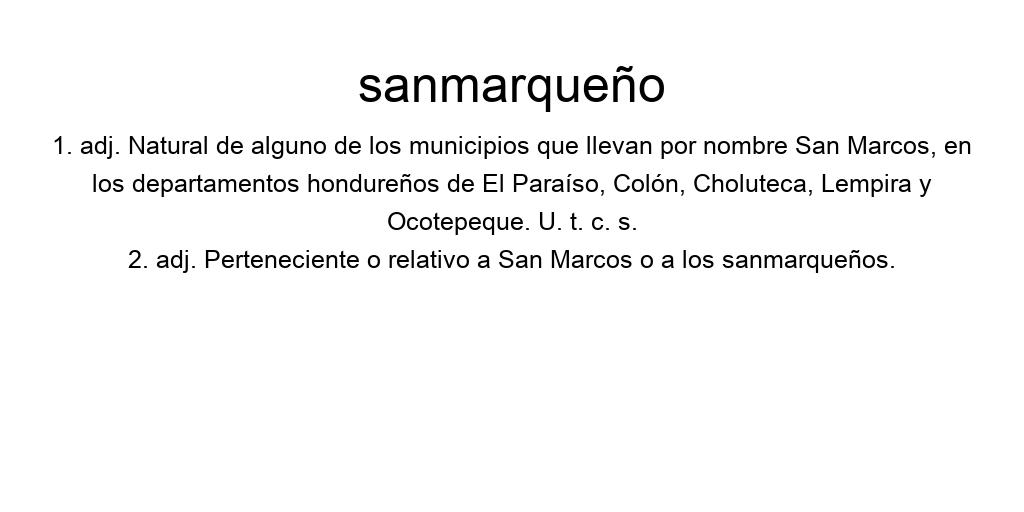 sanmarqueño
1. adj. Natural de alguno de los municipios que llevan por nombre San Marcos, en
los departamentos hondureños de El Paraíso, Colón, Choluteca, Lempira y
Ocotepeque. U. t. c. s.
2. adj. Perteneciente o relativo a San Marcos o a los sanmarqueños.